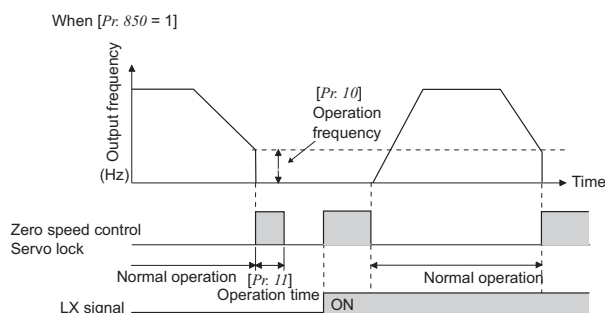 When [Pr. 850 = 1]
Output frequency
(Hz)
[Pr. 10]
Operation
frequency
Time
Zero speed control
Servo lock
Normal operation
[Pr. 11]
Operation time
Normal operation
LX signal
ON